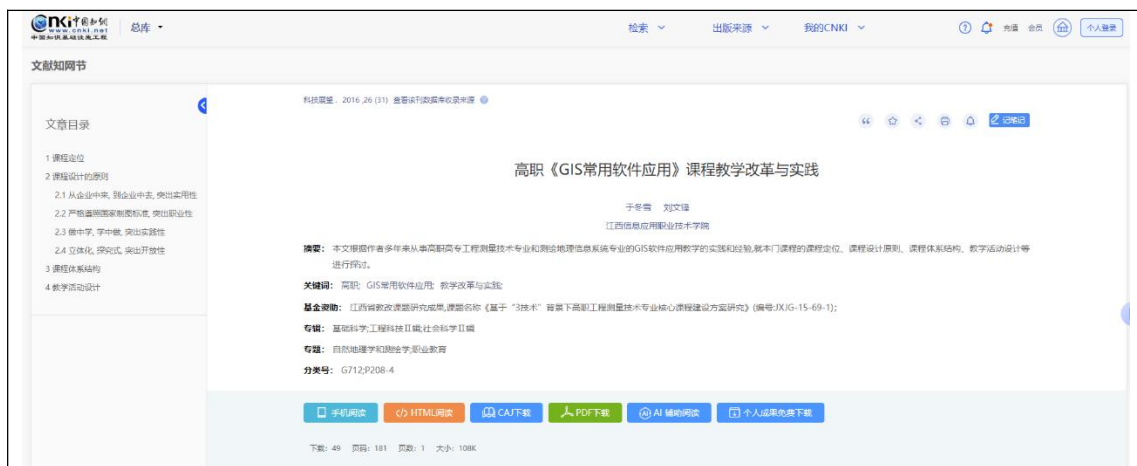 Cnki 中国知网
www.cnki.net
中国知识基础设施工程
总库
检索
出版来源
我的CNKI
充值 会员
个人登录
文献知网节
文章目录
1 课程定位
2 课程设计的原则
2.1 从企业中来, 到企业中去, 突出实用性
2.2 严格遵照国家制图标准, 突出职业性
2.3 做中学, 学中做, 突出实践性
2.4 立体化, 探究式, 突出开放性
3 课程体系结构
4 教学活动设计
科技展望 . 2016 ,26 (31) 查看该刊数据库收录来源
记笔记
高职《GIS常用软件应用》课程教学改革与实践
于冬雪 刘文锋
江西信息应用职业技术学院
摘要: 本文根据作者多年来从事高职高专工程测量技术专业和测绘地理信息系统专业的GIS软件应用教学的实践和经验,就本门课程的课程定位、课程设计原则、课程体系结构、教学活动设计等
进行探讨。
关键词: 高职; GIS常用软件应用; 教学改革与实践;
基金资助: 江西省教改课题研究成果,课题名称《基于“3技术”背景下高职工程测量技术专业核心课程建设方案研究》(编号:JXJG-15-69-1);
专辑: 基础科学;工程科技Ⅱ辑;社会科学Ⅱ辑
专题: 自然地理学和测绘学;职业教育
分类号: G712;P208-4
手机阅读
HTML阅读
CAJ下载
PDF下载
AI 辅助阅读
个人成果免费下载
下载: 49 页码: 181 页数: 1 大小: 108K